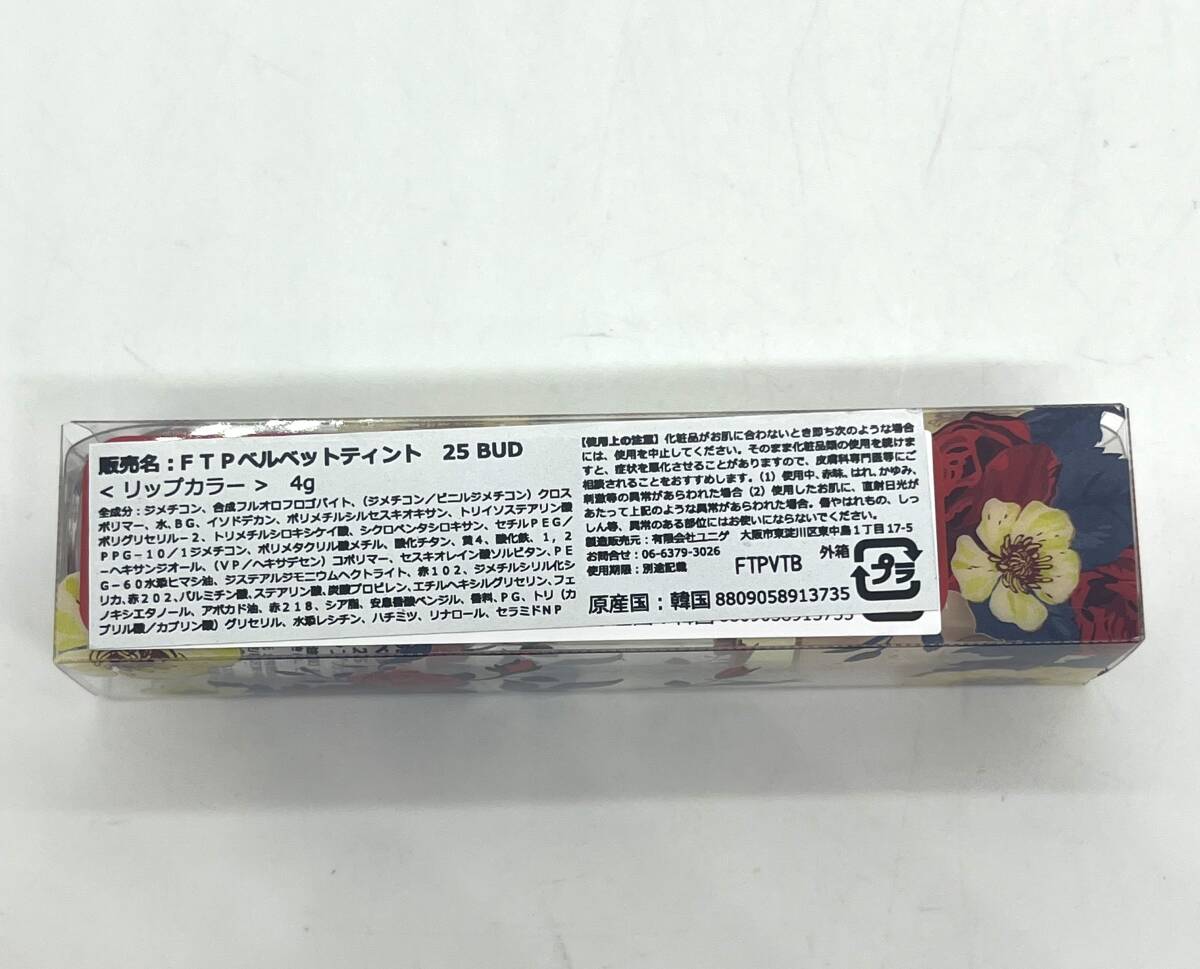 販売名：ＦＴＰベルベットティント　25 BUD
＜リップカラー＞　4g
全成分：ジメチコン、合成フルオロフロゴパイト、（ジメチコン／ビニルジメチコン）クロス
ポリマー、水、BG、イソドデカン、ポリメチルシルセスキオキサン、トリイソステアリン酸
ポリグリセリル－２、トリメチルシロキシケイ酸、シクロペンタシロキサン、セチルＰＥＧ／
ＰＰＧ－１０／１ジメチコン、ポリメタクリル酸メチル、酸化チタン、黄４、酸化鉄、１，２
－ヘキサンジオール、（ＶＰ／ヘキサデセン）コポリマー、セスキオレイン酸ソルビタン、ＰＥ
Ｇ－６０水添ヒマシ油、ジステアルジモニウムヘクトライト、赤１０２、ジメチルシリル化シ
リカ、赤２０２、パルミチン酸、ステアリン酸、炭酸プロピレン、エチルヘキシルグリセリン、フェ
ノキシエタノール、アボカド油、赤２１８、シア脂、安息香酸ベンジル、香料、ＰＧ、トリ（カ
プリル酸／カプリン酸）グリセリル、水添レシチン、ハチミツ、リナロール、セラミドＮＰ
【使用上の注意】化粧品がお肌に合わないとき即ち次のような場合
には、使用を中止してください。そのまま化粧品類の使用を続けま
すと、症状を悪化させることがありますので、皮膚科専門医等にご
相談されることをおすすめします。（1）使用中、赤味、はれ、かゆみ、
刺激等の異常があらわれた場合（2）使用したお肌に、直射日光が
あたって上記のような異常があらわれた場合。傷やはれもの、しっ
しん等、異常のある部位にはお使いにならないでください。
製造販売元：有限会社ユニゲ　大阪市東淀川区東中島１丁目17-5
お問合せ：06-6379-3026
使用期限：別途記載
FTPVTB
外箱
プラ
原産国：韓国 8809058913735
8809058913735